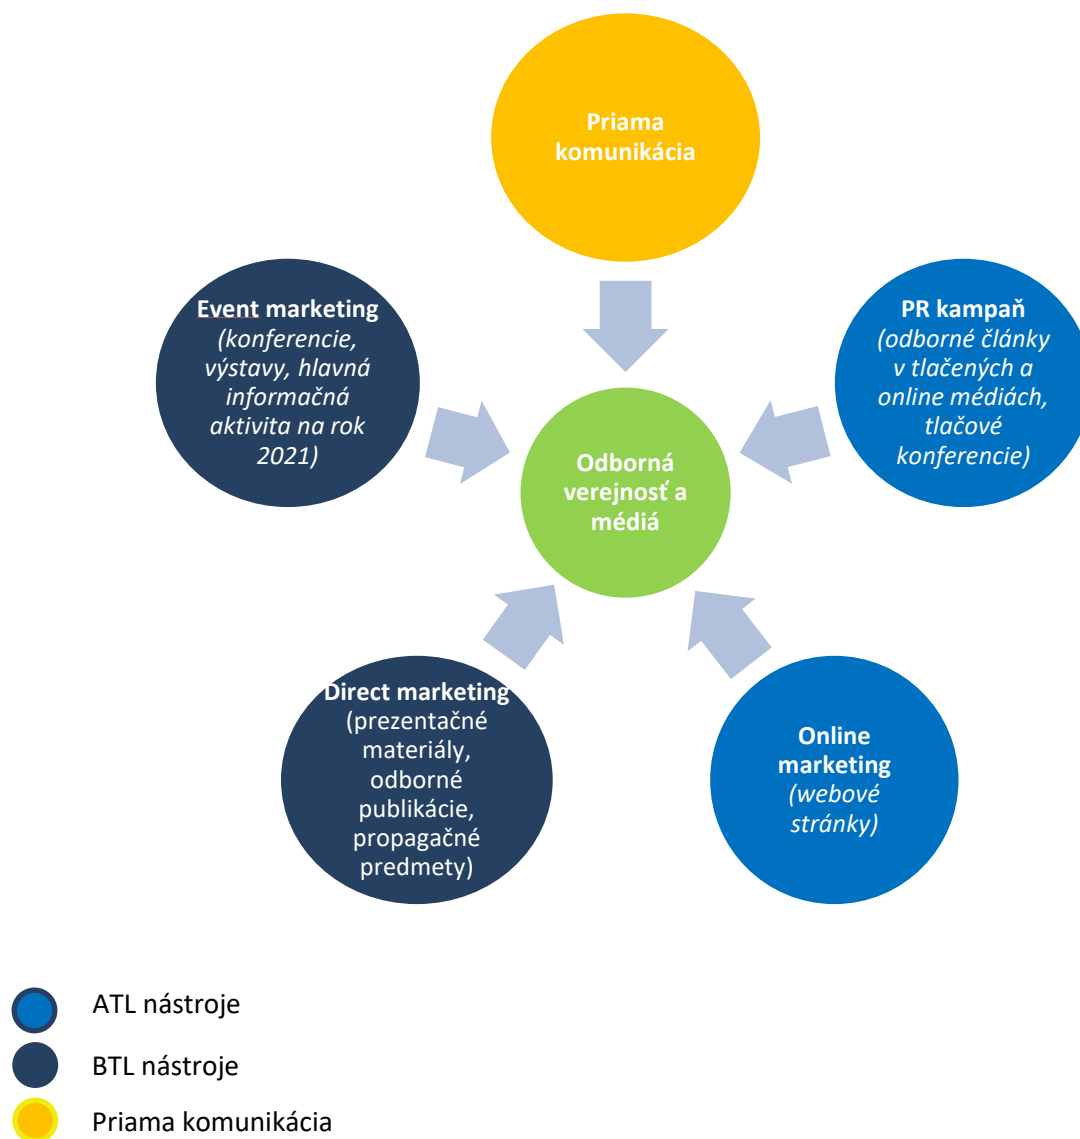 Priama
komunikácia
Event marketing
(konferencie,
výstavy, hlavná
informačná
aktivita na rok
2021)
PR kampaň
(odborné články
v tlačených a
online médiách,
tlačové
konferencie)
Odborná
verejnosť a
médiá
Direct marketing
(prezentačné
materiály,
odborné
publikácie,
propagačné
predmety)
Online
marketing
(webové
stránky)
ATL nástroje
BTL nástroje
Priama komunikácia